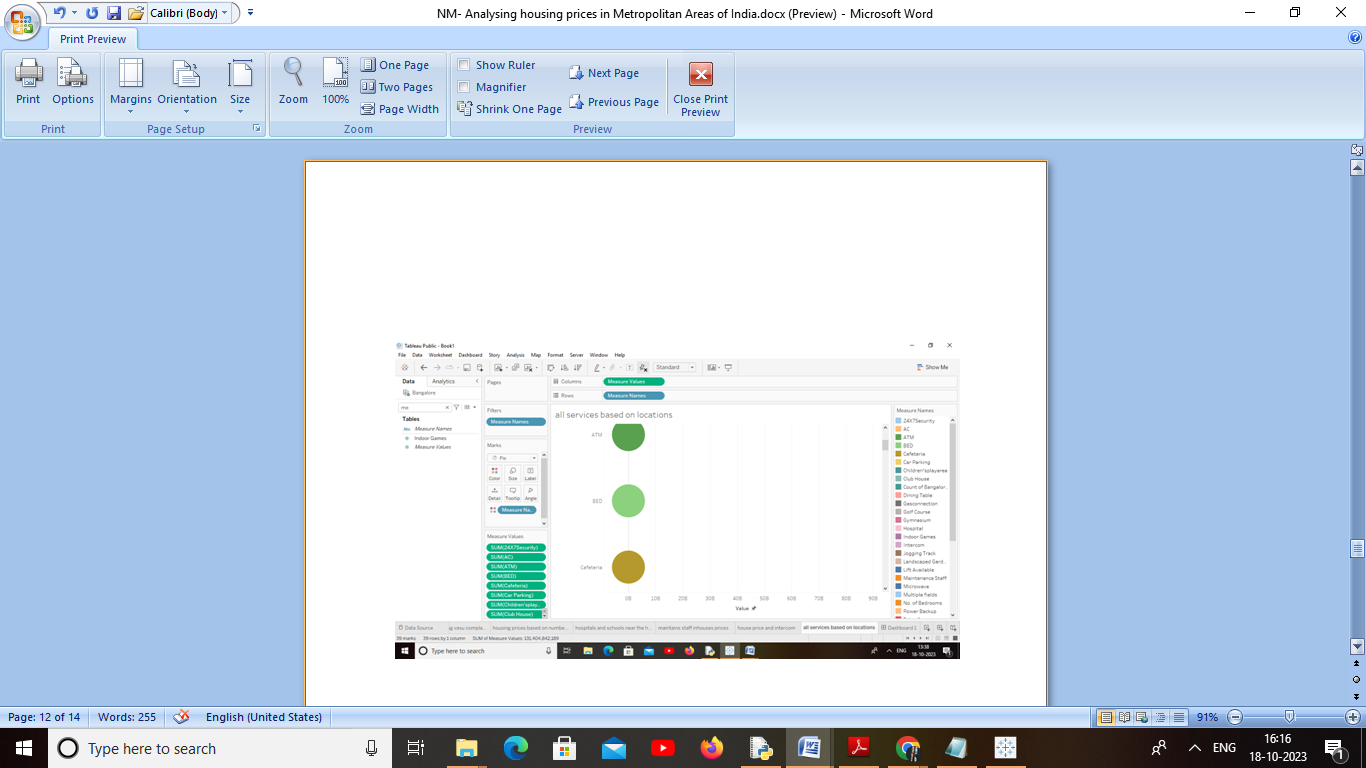 NM- Analysing housing prices in Metropolitan Areas of India.docx (Preview) - Microsoft Word
Calibri (Body)
Print Preview
Print
Options
Margins
Orientation
Size
Zoom
100%
One Page
Two Pages
Page Width
Show Ruler
Magnifier
Shrink One Page
Next Page
Previous Page
Close Print
Preview
Print
Page Setup
Zoom
Preview
Tableau Public - Book1
File Data Worksheet Dashboard Story Analysis Map Format Server Window Help
Standard
Show Me
Data
Analytics
Bangalore
me
Tables
Abc Measure Names
Indoor Games
Measure Values
Pages
Filters
Measure Names
Marks
Pie
Color
Size
Label
Detail
Tooltip
Angle
Measure Na..
Measure Values
SUM(24X7Security)
SUM(AC)
SUM(ATM)
SUM(BED)
SUM(Cafeteria)
SUM(Car Parking)
SUM(Children'splay..
SUM(Club House)
Columns
Measure Values
Rows
Measure Names
all services based on locations
ATM
BED
Cafeteria
0B 10B 20B 30B 40B 50B 60B 70B 80B 90B
Value
Measure Names
24X7Security
AC
ATM
BED
Cafeteria
Car Parking
Children'splayarea
Club House
Count of Bangalor..
Dining Table
Gasconnection
Golf Course
Gymnasium
Hospital
Indoor Games
Intercom
Jogging Track
Landscaped Gard..
Lift Available
Maintenance Staff
Microwave
Multiple fields
No. of Bedrooms
Power Backup
Data Source
ig vasu comple...
housing prices based on numbe...
hospitals and schools near the h...
maintains staff inhouses prices
house price and intercom
all services based on locations
Dashboard 1
39 marks 39 rows by 1 column SUM of Measure Values: 131,404,842,189
Type here to search
ENG
13:38
18-10-2023
Page: 12 of 14
Words: 255
English (United States)
91%
Type here to search
ENG
16:16
18-10-2023
1